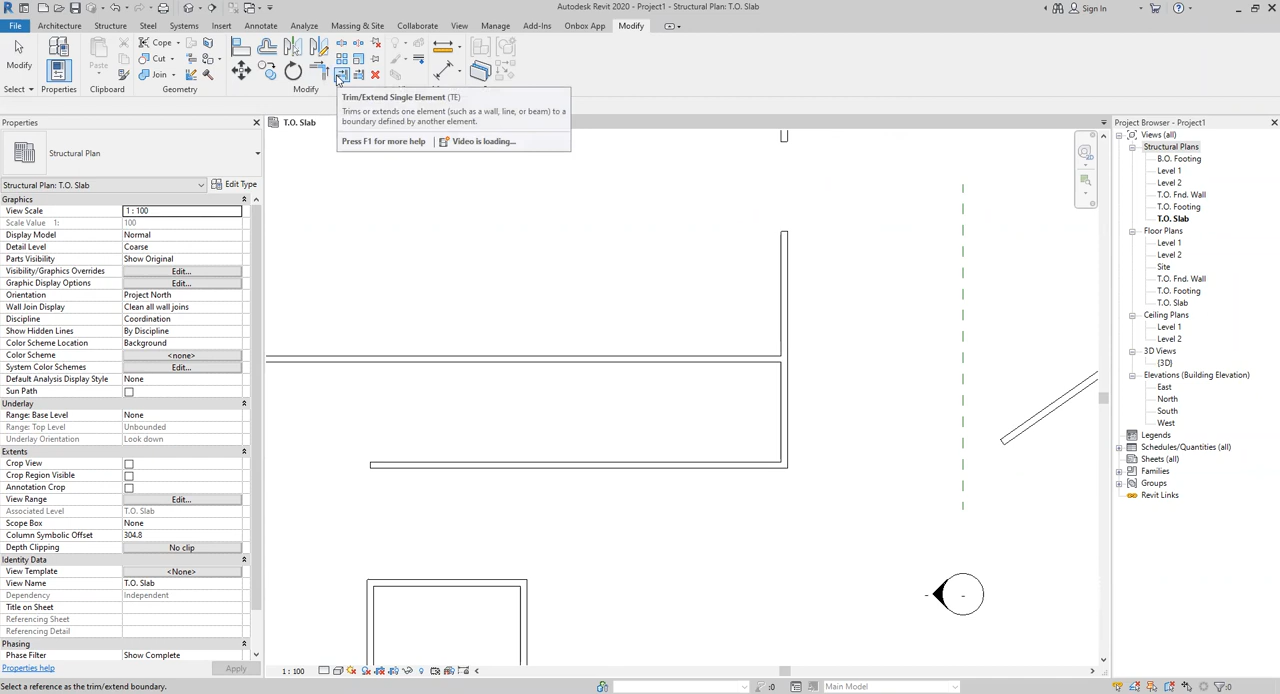 Autodesk Revit 2020 - Project1 - Structural Plan: T.O. Slab
Sign In
File Architecture Structure Steel Systems Insert Annotate Analyze Massing & Site Collaborate View Manage Add-Ins Onbox App Modify
Modify
Paste
Cope
Cut
Join
Select Properties Clipboard Geometry Modify
Trim/Extend Single Element (TE)
Trims or extends one element (such as a wall, line, or beam) to a
boundary defined by another element.
Press F1 for more help Video is loading...
Properties
T.O. Slab
Project Browser - Project1
Structural Plan
Structural Plan: T.O. Slab Edit Type
Graphics
View Scale 1 : 100
Scale Value 1: 100
Display Model Normal
Detail Level Coarse
Parts Visibility Show Original
Visibility/Graphics Overrides Edit...
Graphic Display Options Edit...
Orientation Project North
Wall Join Display Clean all wall joins
Discipline Coordination
Show Hidden Lines By Discipline
Color Scheme Location Background
Color Scheme <none>
System Color Schemes Edit...
Default Analysis Display Style None
Sun Path
Underlay
Range: Base Level None
Range: Top Level Unbounded
Underlay Orientation Look down
Extents
Crop View
Crop Region Visible
Annotation Crop
View Range Edit...
Associated Level T.O. Slab
Scope Box None
Column Symbolic Offset 304.8
Depth Clipping No clip
Identity Data
View Template <None>
View Name T.O. Slab
Dependency Independent
Title on Sheet
Referencing Sheet
Referencing Detail
Phasing
Phase Filter Show Complete
Properties help Apply
Views (all)
Structural Plans
B.O. Footing
Level 1
Level 2
T.O. Fnd. Wall
T.O. Footing
T.O. Slab
Floor Plans
Level 1
Level 2
Site
T.O. Fnd. Wall
T.O. Footing
T.O. Slab
Ceiling Plans
Level 1
Level 2
3D Views
{3D}
Elevations (Building Elevation)
East
North
South
West
Legends
Schedules/Quantities (all)
Sheets (all)
Families
Groups
Revit Links
1 : 100
Select a reference as the trim/extend boundary.
:0
Main Model
:0